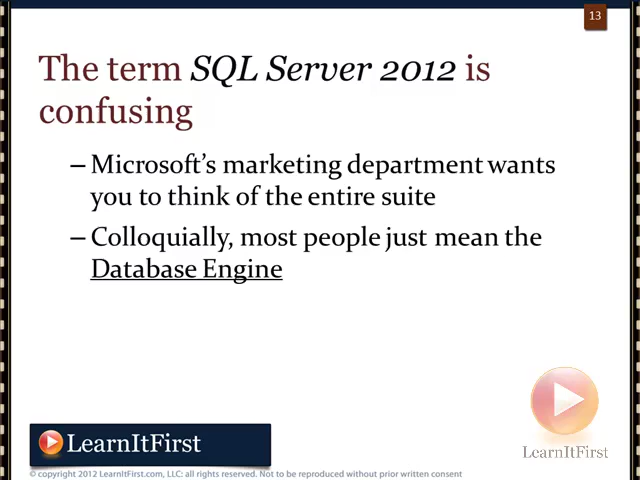 13
The term SQL Server 2012 is
confusing
– Microsoft's marketing department wants
you to think of the entire suite
– Colloquially, most people just mean the
Database Engine
LearnItFirst
LearnItFirst
© copyright 2012 LearnItFirst.com, LLC: all rights reserved. Not to be reproduced without prior written consent